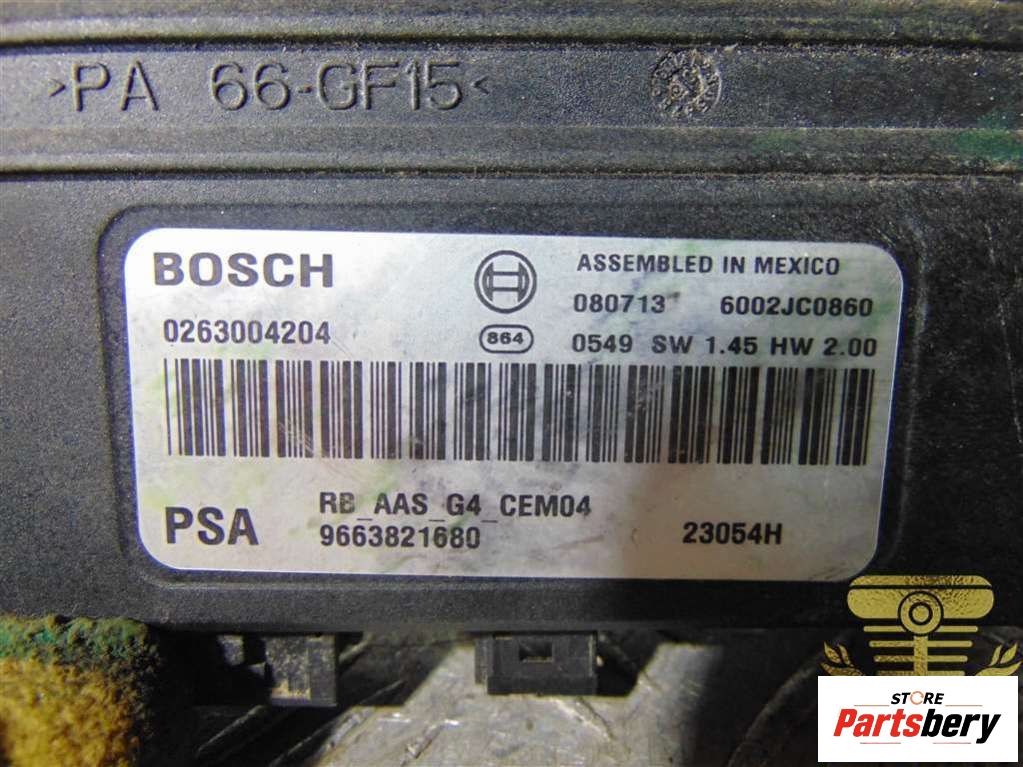 >PA 66-GF15<
BOSCH
ASSEMBLED IN MEXICO
080713 6002JC0860
0263004204
864
0549 SW 1.45 HW 2.00
RB_AAS_G4_CEM04
PSA
9663821680
23054H
STORE
Partsbery